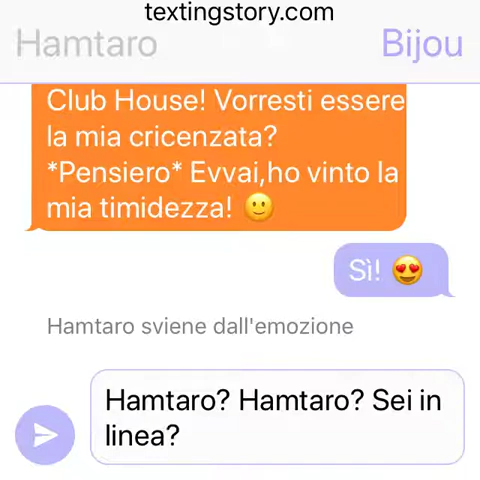 textingstory.com
Hamtaro
Bijou
Club House! Vorresti essere
la mia cricenzata?
*Pensiero* Evvai,ho vinto la
mia timidezza! 🙂
Sì! 😍
Hamtaro sviene dall'emozione
Hamtaro? Hamtaro? Sei in
linea?